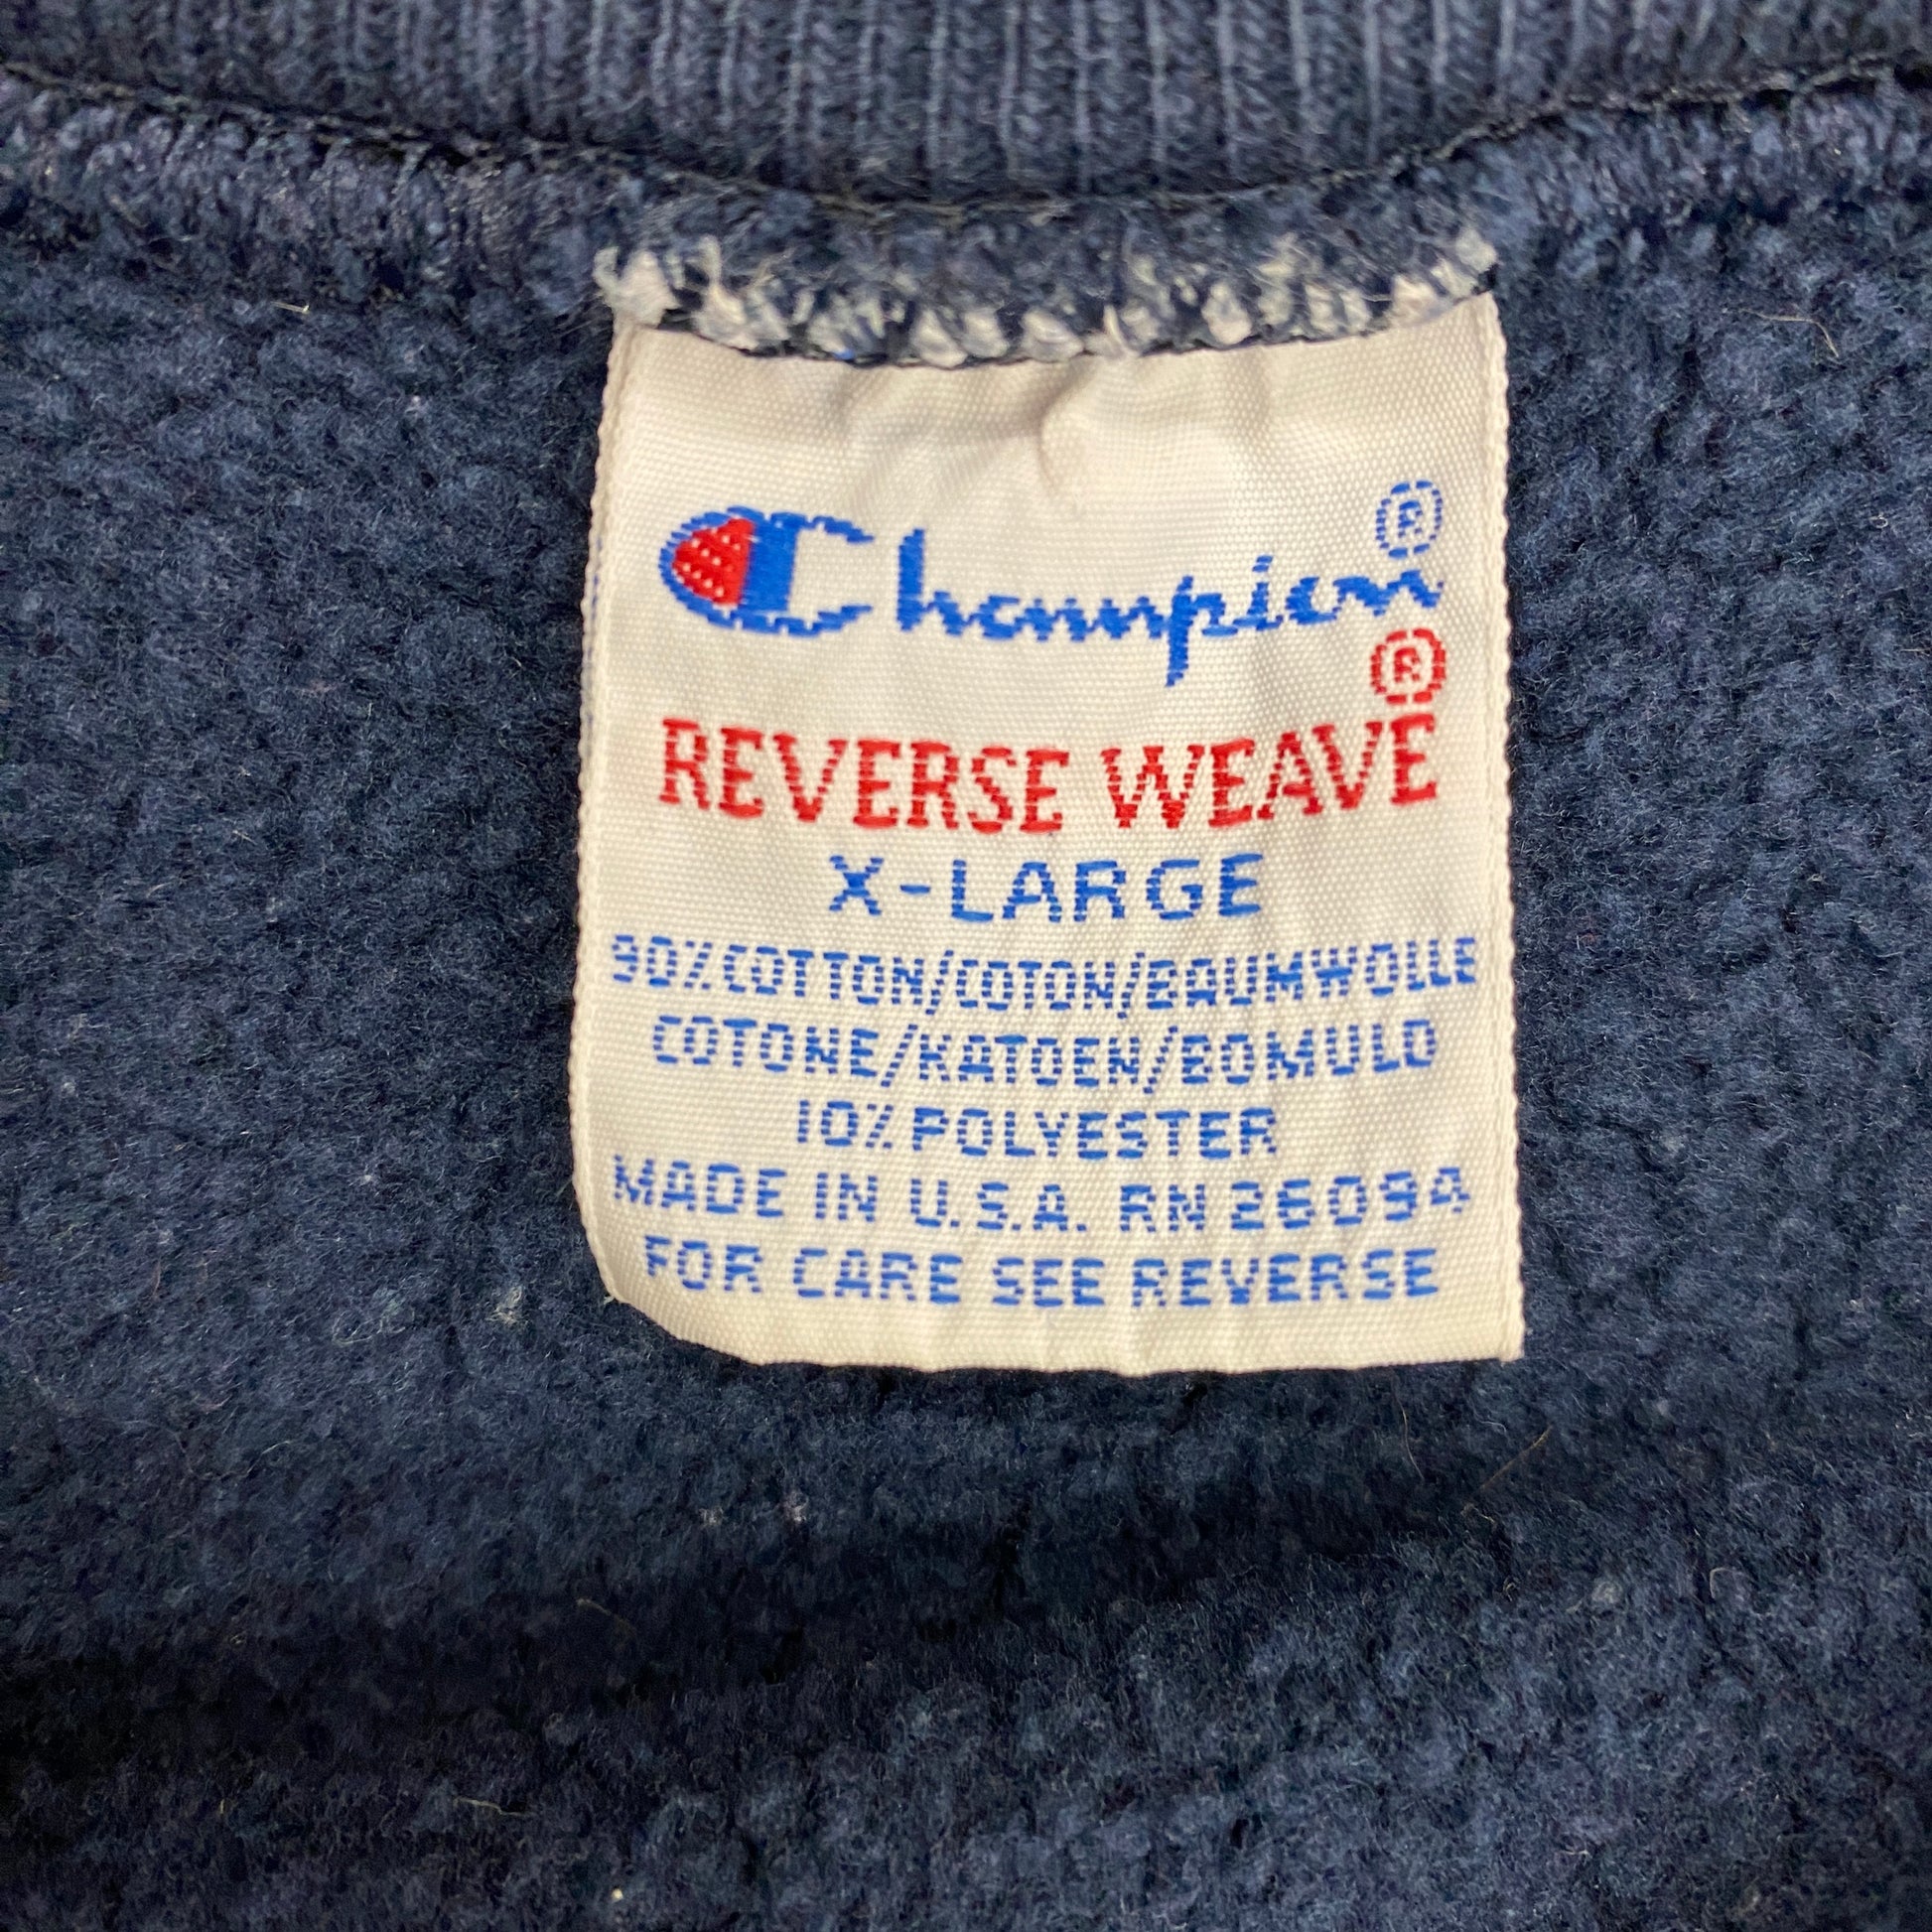 Champion®
REVERSE WEAVE®
X-LARGE
90% COTTON/COTON/BAUMWOLLE
COTONE/KATOEN/BOMULD
10% POLYESTER
MADE IN U.S.A. RN 26094
FOR CARE SEE REVERSE